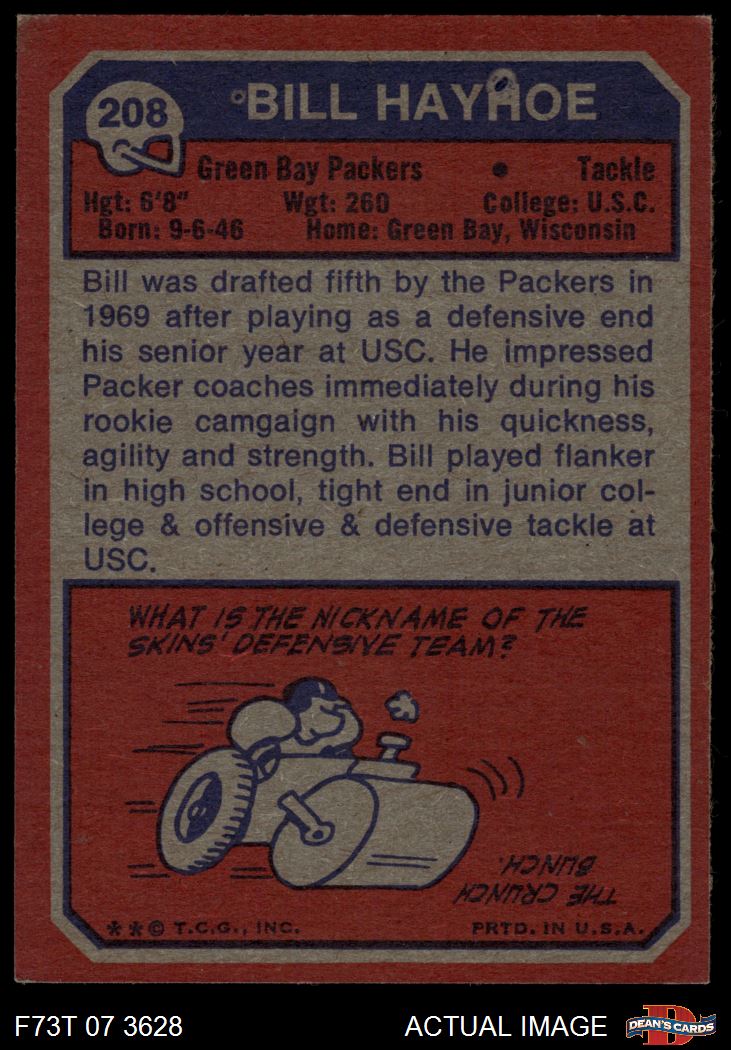 208
BILL HAYHOE
Green Bay Packers • Tackle
Hgt: 6'8" Wgt: 260 College: U.S.C.
Born: 9-6-46 Home: Green Bay, Wisconsin
Bill was drafted fifth by the Packers in
1969 after playing as a defensive end
his senior year at USC. He impressed
Packer coaches immediately during his
rookie camgaign with his quickness,
agility and strength. Bill played flanker
in high school, tight end in junior col-
lege & offensive & defensive tackle at
USC.
WHAT IS THE NICKNAME OF THE
SKINS' DEFENSIVE TEAM?
THE CRUNCH
BUNCH.
**© T.C.G., INC. PRTD. IN U.S.A.
F73T 07 3628 ACTUAL IMAGE
D
DEAN'S CARDS